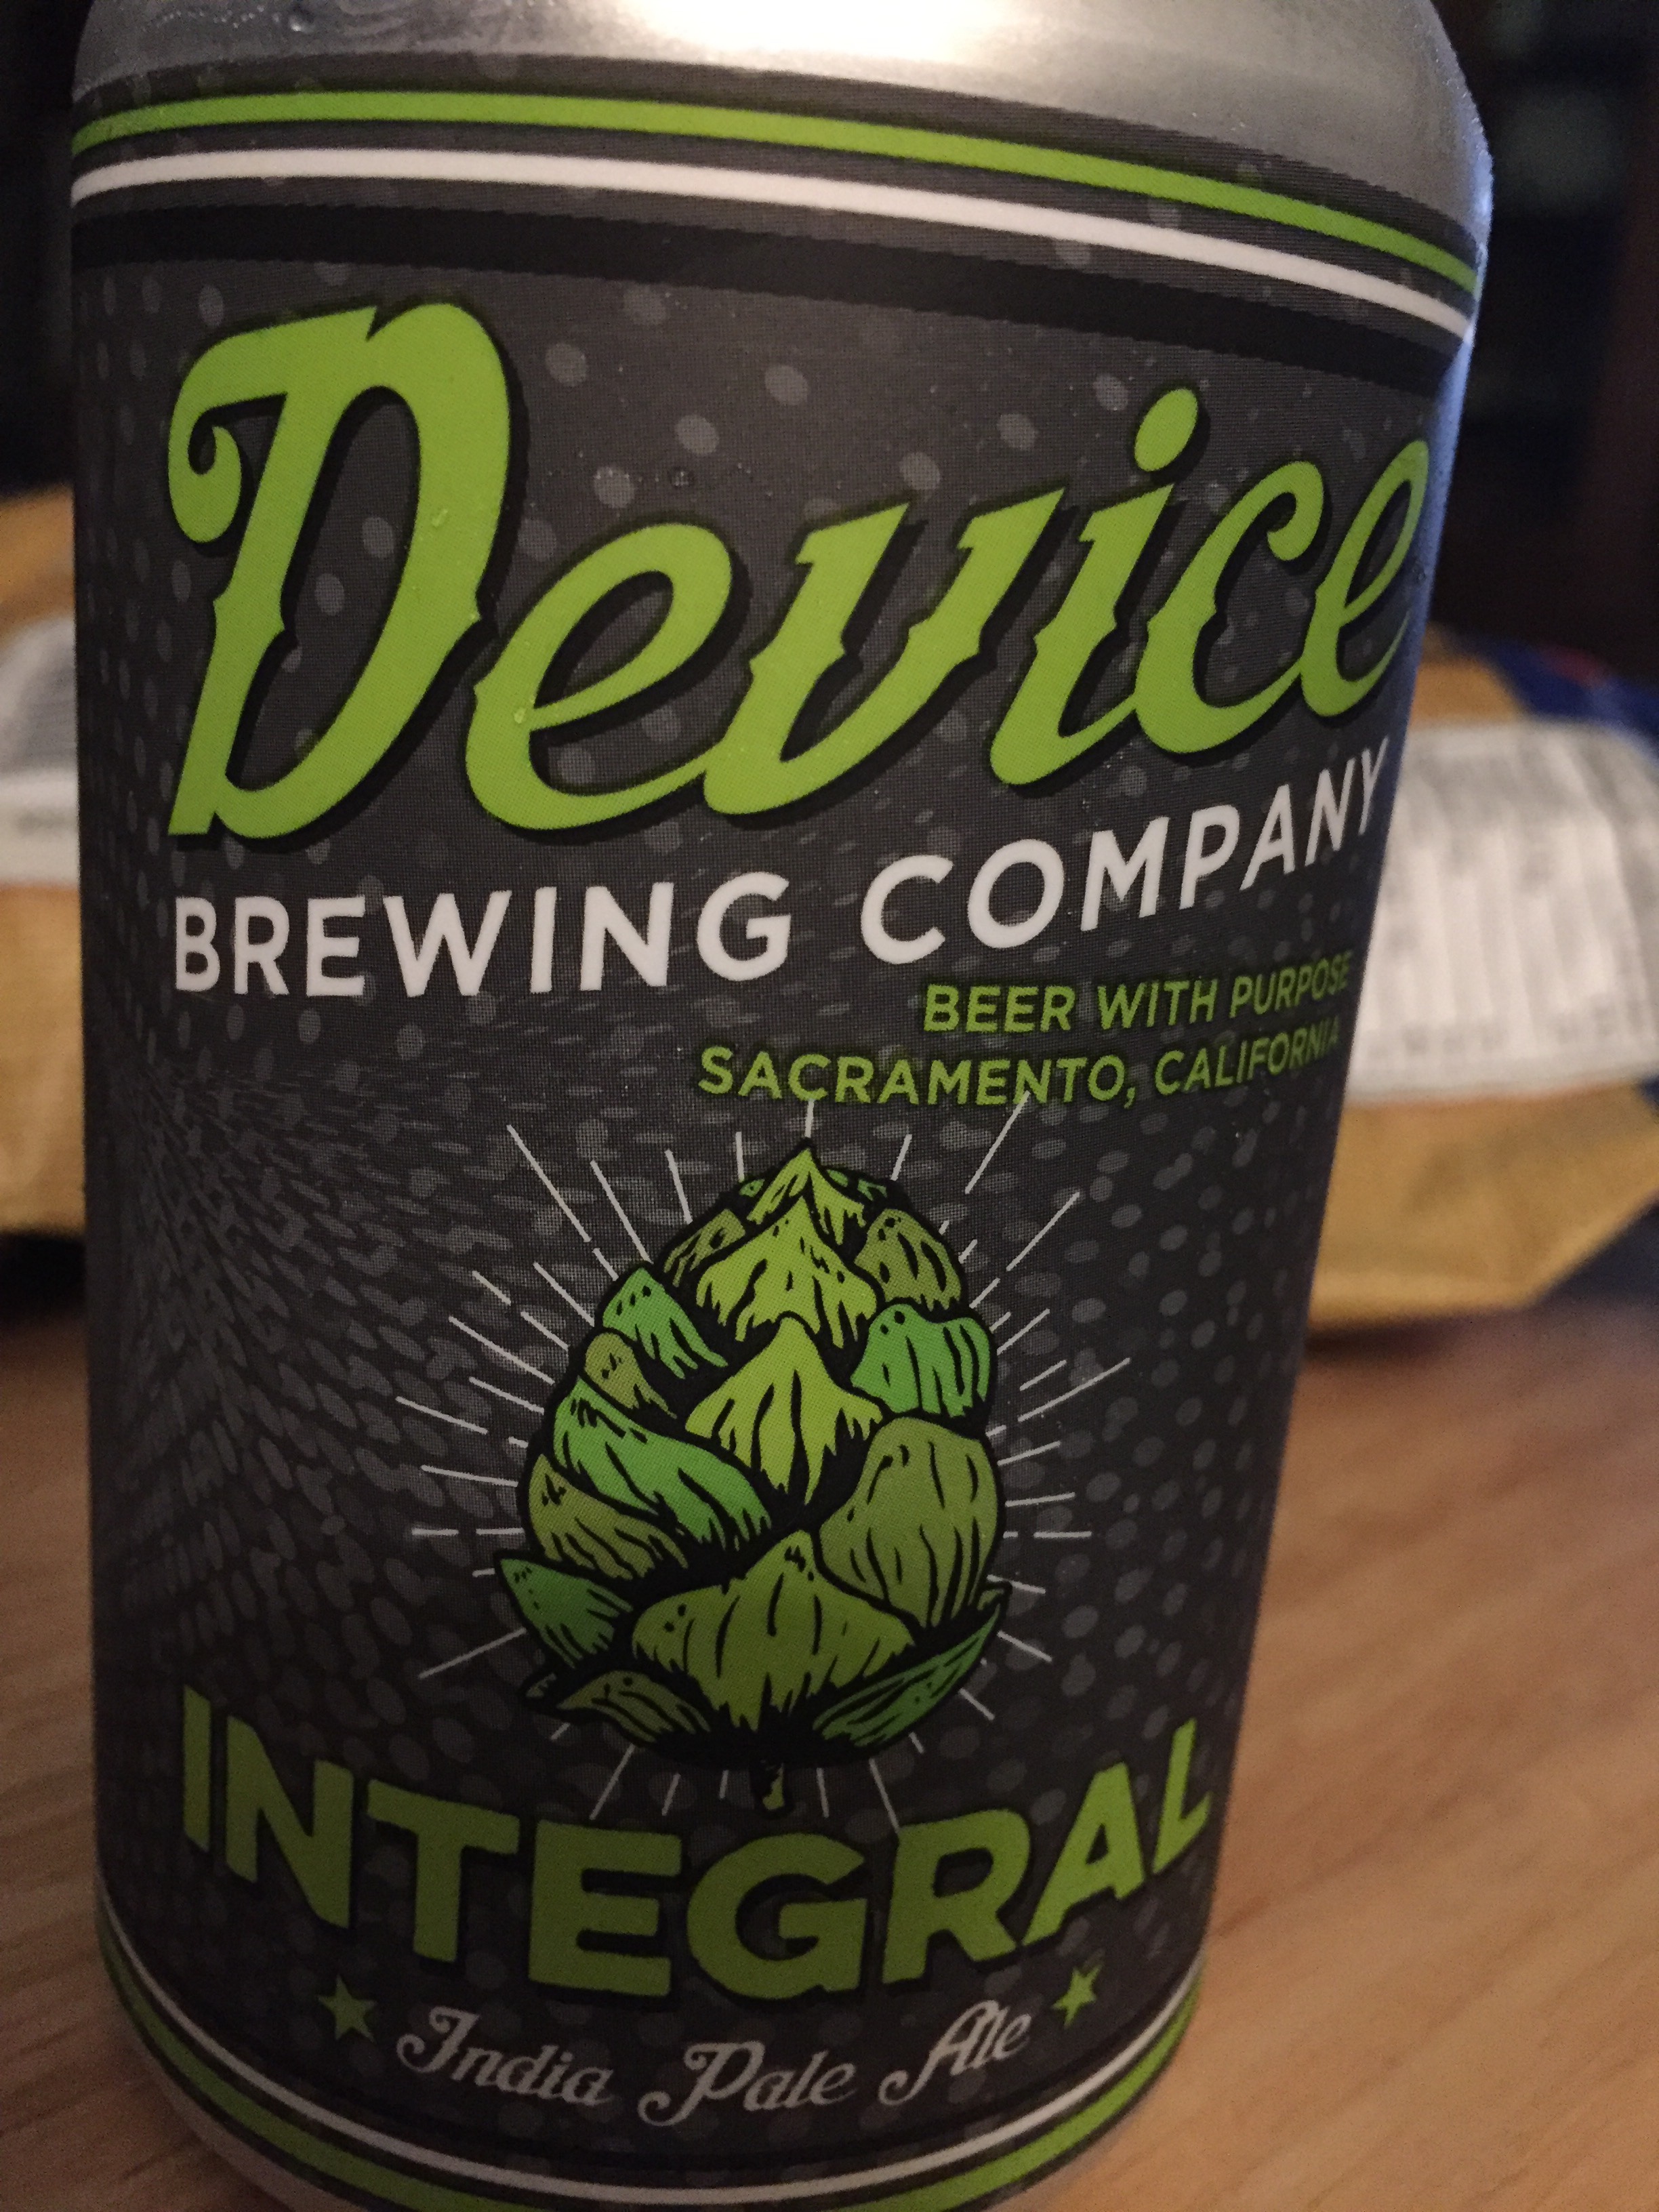 Device
BREWING COMPANY
BEER WITH PURPOSE
SACRAMENTO, CALIFORNIA
INTEGRAL
India Pale Ale